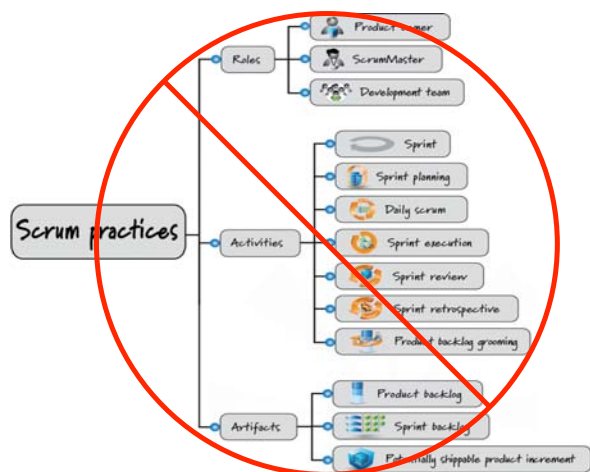 Scrum practices
Roles
Product owner
ScrumMaster
Development team
Activities
Sprint
Sprint planning
Daily scrum
Sprint execution
Sprint review
Sprint retrospective
Product backlog grooming
Artifacts
Product backlog
Sprint backlog
Potentially shippable product increment